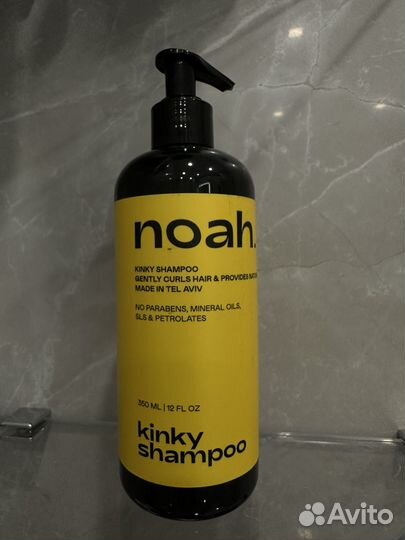 noah.
KINKY SHAMPOO
GENTLY CURLS HAIR & PROVIDES
MADE IN TEL AVIV
NO PARABENS, MINERAL OILS,
SLS & PETROLATES
350 ML | 12 FL OZ
kinky
shampoo
Avito